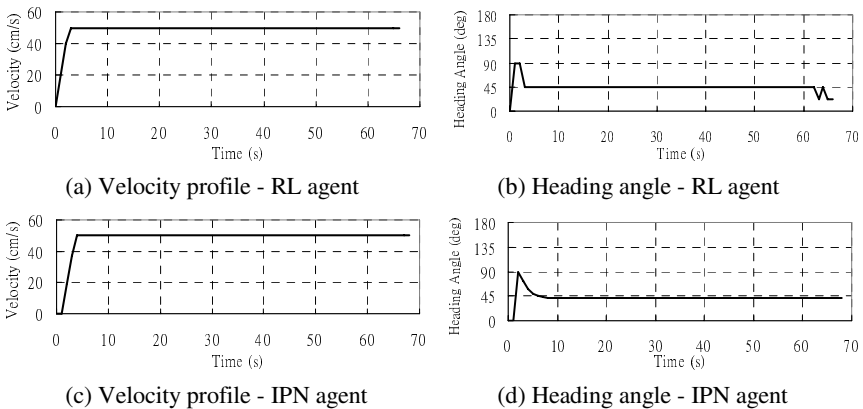 Velocity (cm/s)
60
40
20
0
0 10 20 30 40 50 60 70
Time (s)
(a) Velocity profile - RL agent
Heading Angle (deg)
180
135
90
45
0
0 10 20 30 40 50 60 70
Time (s)
(b) Heading angle - RL agent
Velocity (cm/s)
60
40
20
0
0 10 20 30 40 50 60 70
Time (s)
(c) Velocity profile - IPN agent
Heading Angle (deg)
180
135
90
45
0
0 10 20 30 40 50 60 70
Time (s)
(d) Heading angle - IPN agent